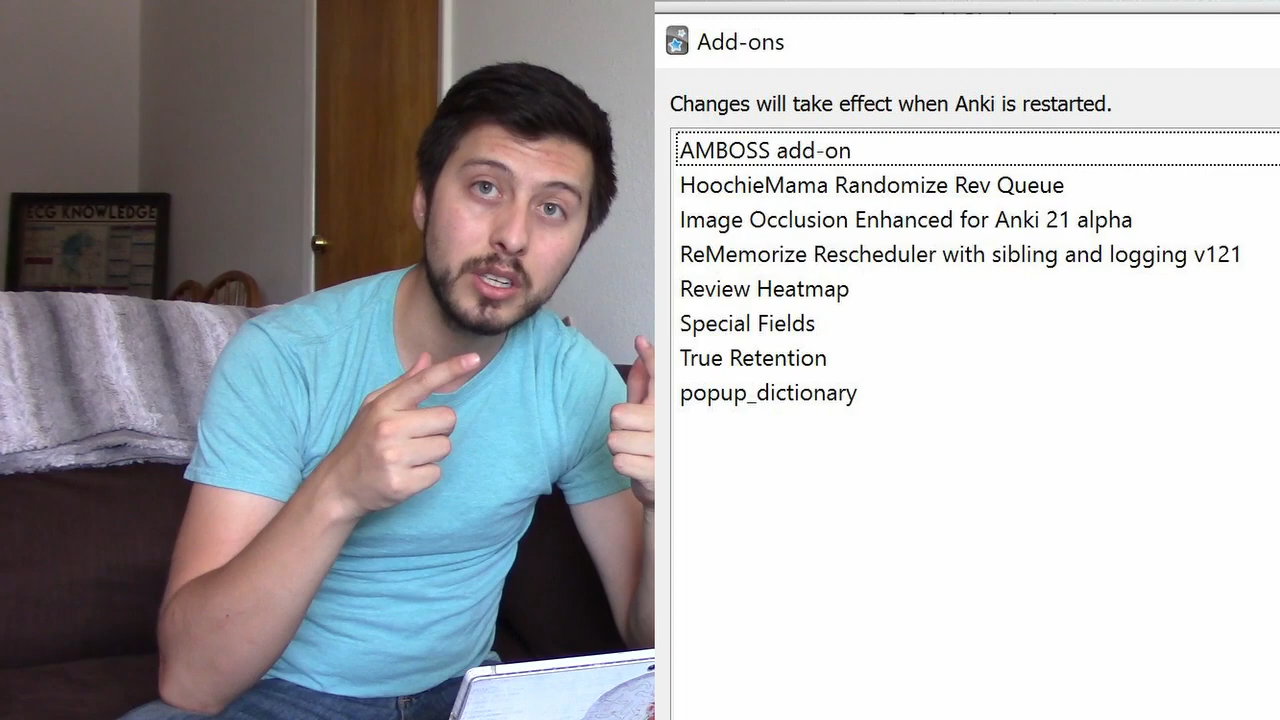 ECG KNOWLEDGE
Add-ons
Changes will take effect when Anki is restarted.
AMBOSS add-on
HoochieMama Randomize Rev Queue
Image Occlusion Enhanced for Anki 21 alpha
ReMemorize Rescheduler with sibling and logging v121
Review Heatmap
Special Fields
True Retention
popup_dictionary